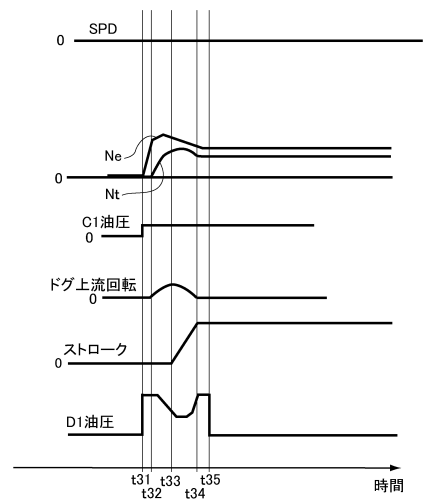 SPD
0
Ne
0
Nt
C1油圧
0
ドグ上流回転
0
ストローク
0
D1油圧
t31 t33 t35
t32 t34
時間